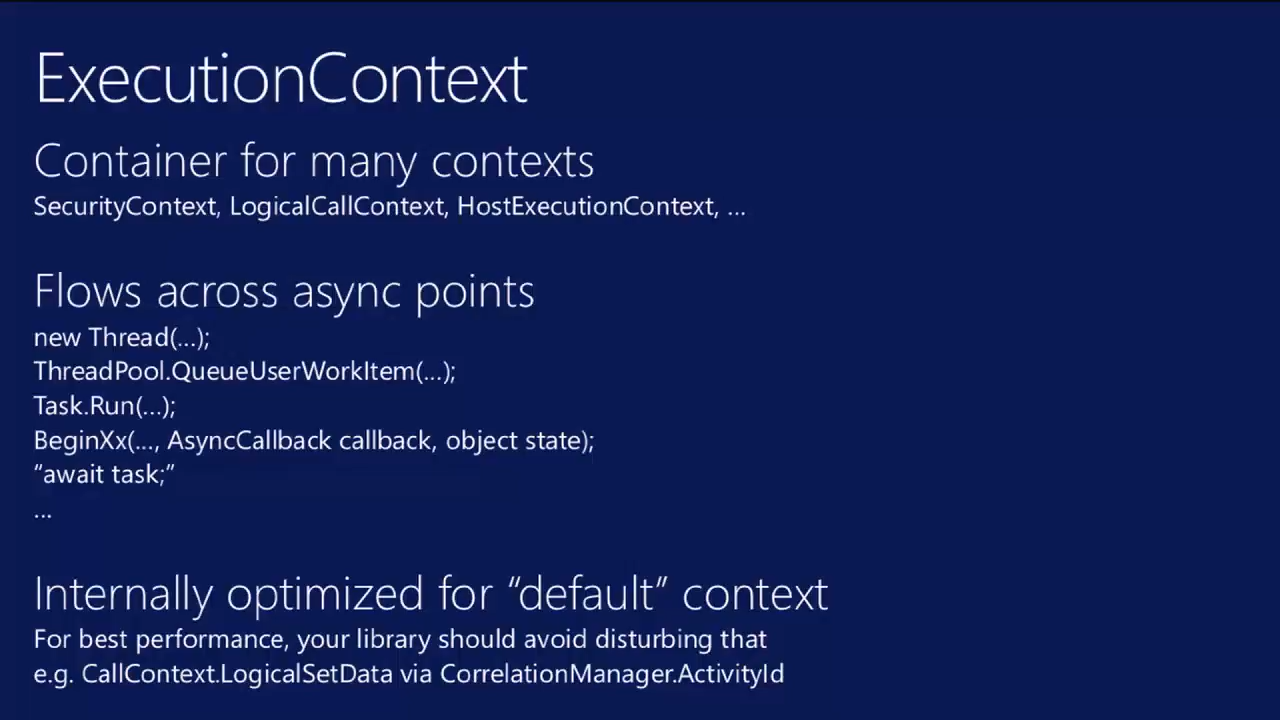 ExecutionContext
Container for many contexts
SecurityContext, LogicalCallContext, HostExecutionContext, ...
Flows across async points
new Thread(...);
ThreadPool.QueueUserWorkItem(...);
Task.Run(...);
BeginXx(..., AsyncCallback callback, object state);
“await task;”
...
Internally optimized for “default” context
For best performance, your library should avoid disturbing that
e.g. CallContext.LogicalSetData via CorrelationManager.ActivityId